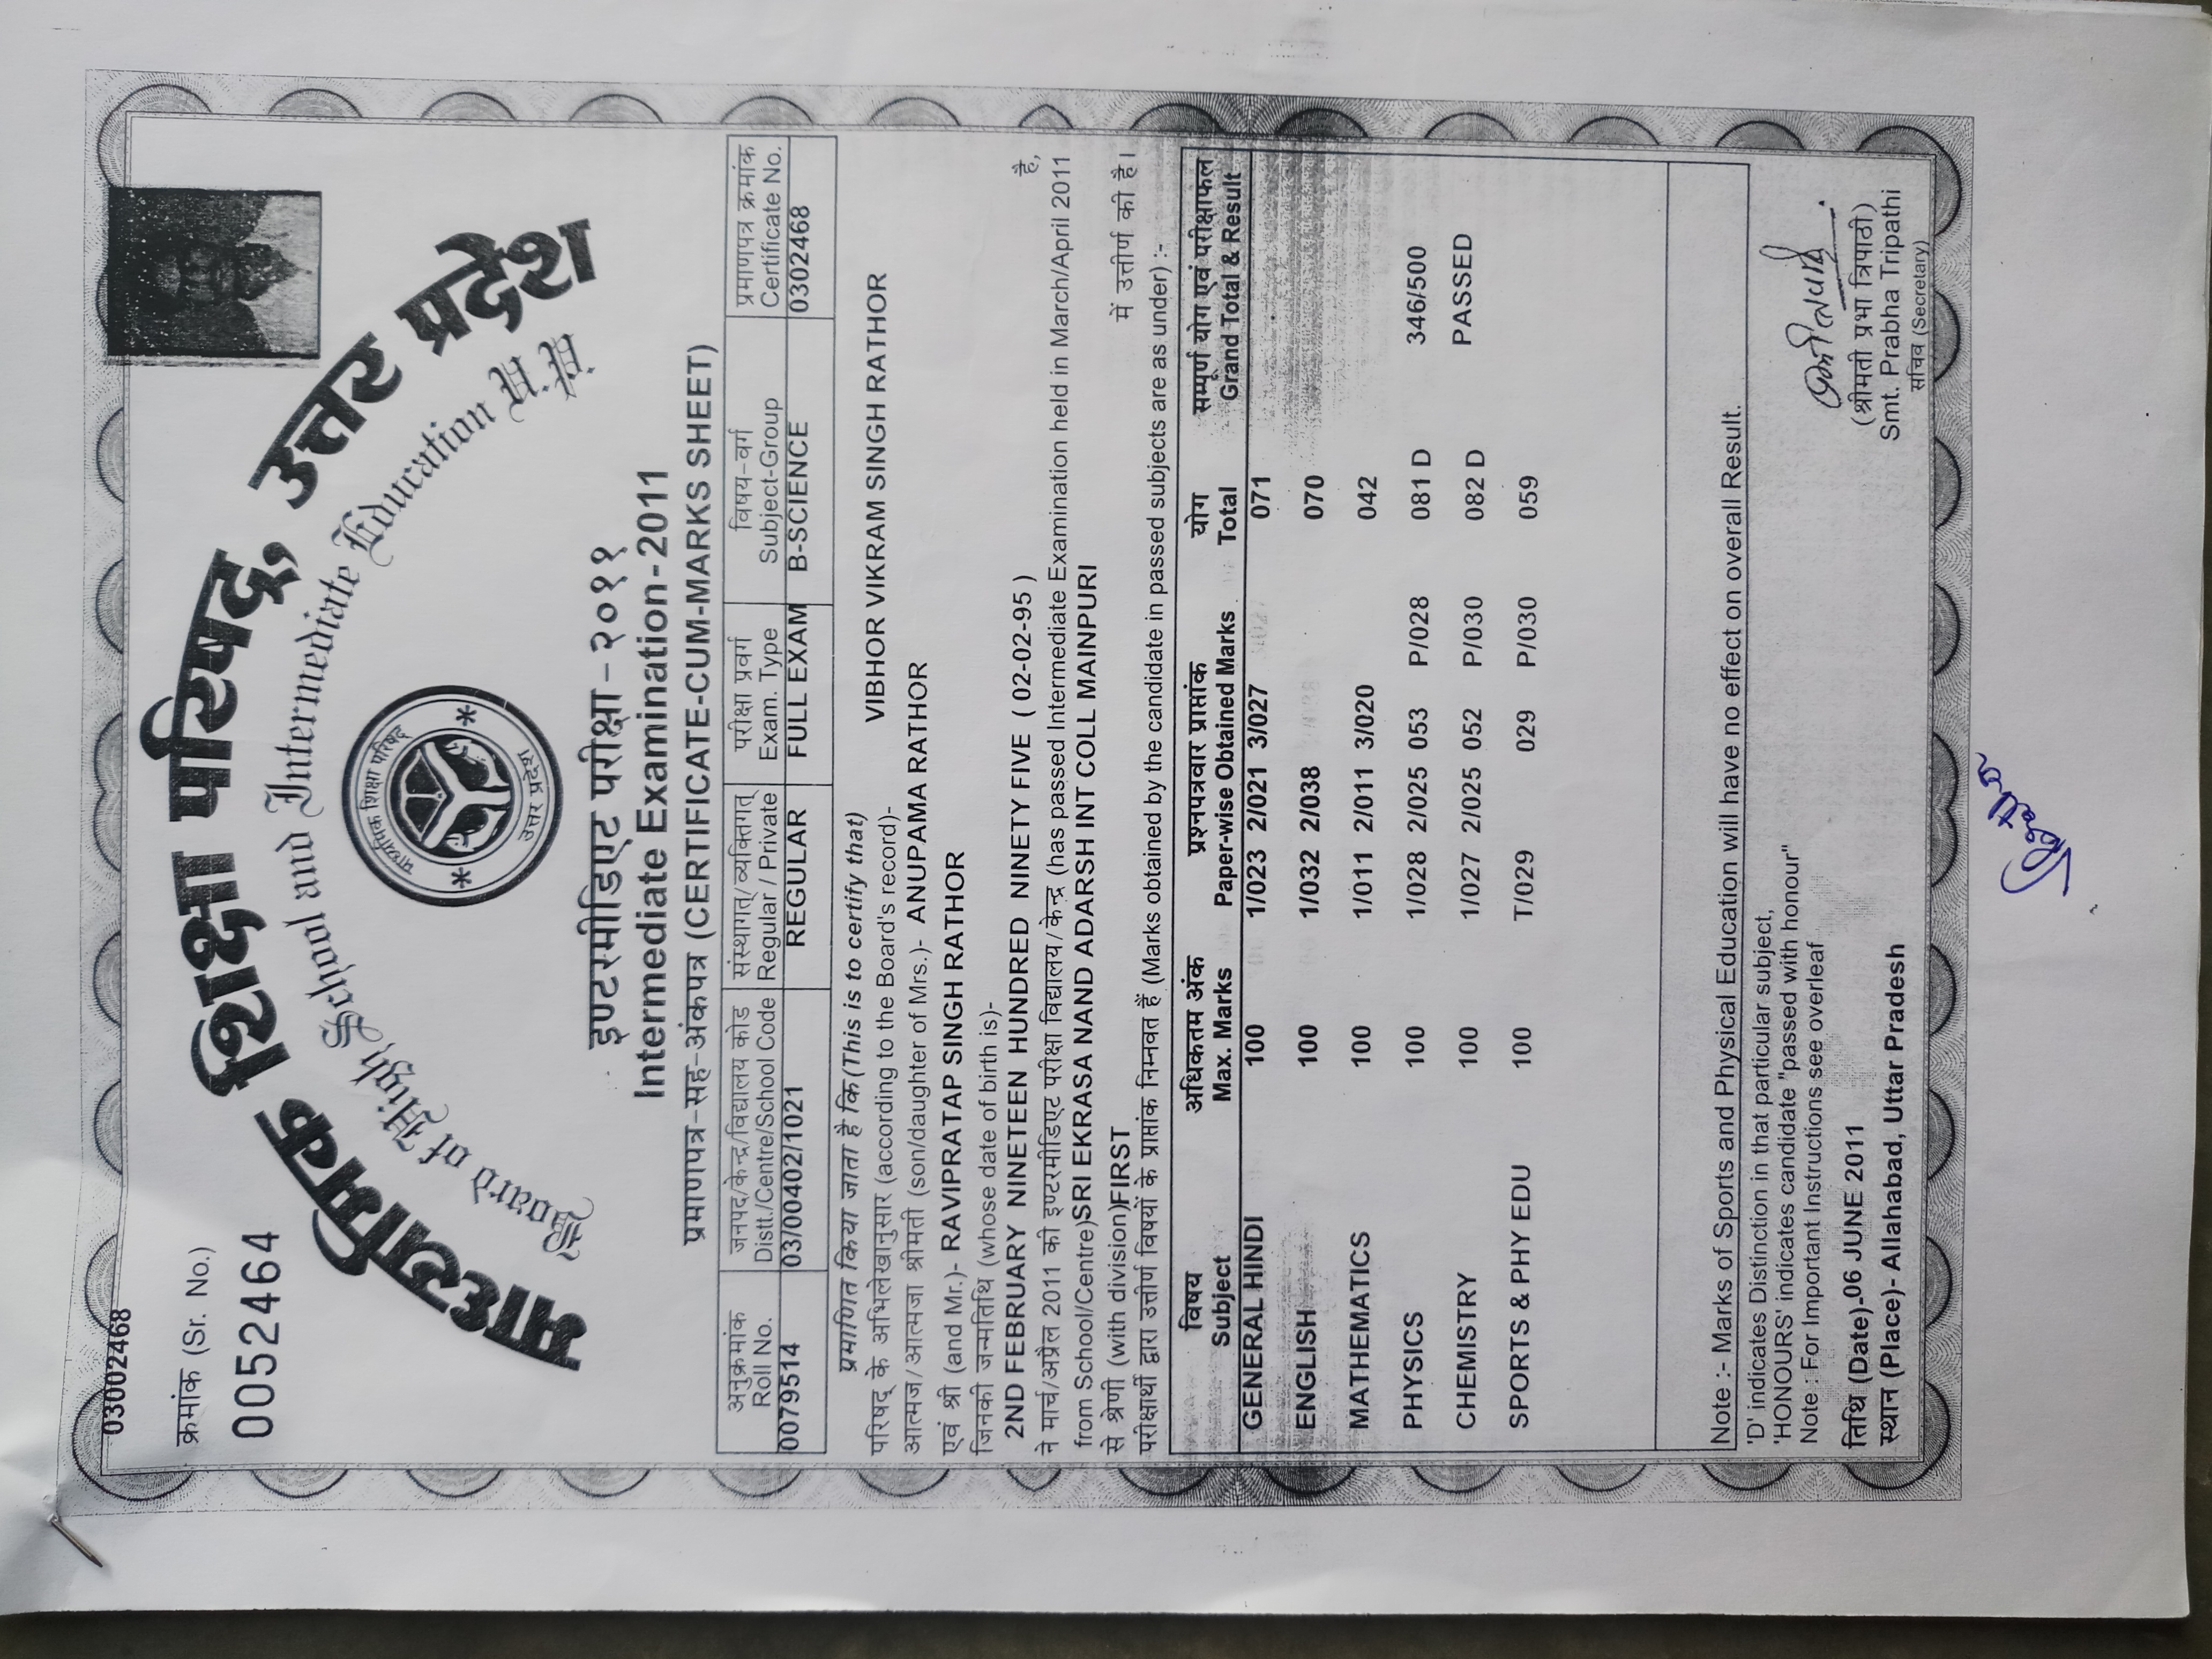 03002468
क्रमांक (Sr. No.)
0052464
माध्यमिक शिक्षा परिषद्, उत्तर प्रदेश
Board of High School and Intermediate Education U.P.
माध्यमिक शिक्षा परिषद्
उत्तर प्रदेश
इण्टरमीडिएट परीक्षा-२०११
Intermediate Examination-2011
प्रमाणपत्र-सह-अंकपत्र (CERTIFICATE-CUM-MARKS SHEET)
अनुक्रमांक जनपद/केन्द्र/विद्यालय कोड संस्थागत/व्यक्तिगत् परीक्षा प्रवर्ग विषय-वर्ग प्रमाणपत्र क्रमांक
Roll No. Distt./Centre/School Code Regular / Private Exam. Type Subject-Group Certificate No.
0079514 03/00402/1021 REGULAR FULL EXAM B-SCIENCE 0302468
प्रमाणित किया जाता है कि (This is to certify that)
परिषद् के अभिलेखानुसार (according to the Board's record)- VIBHOR VIKRAM SINGH RATHOR
आत्मज/आत्मजा श्रीमती (son/daughter of Mrs.)- ANUPAMA RATHOR
एवं श्री (and Mr.)- RAVIPRATAP SINGH RATHOR
जिनकी जन्मतिथि (whose date of birth is)-
2ND FEBRUARY NINETEEN HUNDRED NINETY FIVE ( 02-02-95 ) है,
ने मार्च/अप्रैल 2011 की इण्टरमीडिएट परीक्षा विद्यालय/केन्द्र (has passed Intermediate Examination held in March/April 2011
from School/Centre)SRI EKRASA NAND ADARSH INT COLL MAINPURI
से श्रेणी (with division)FIRST में उत्तीर्ण की है।
परीक्षार्थी द्वारा उत्तीर्ण विषयों के प्राप्तांक निम्नवत हैं (Marks obtained by the candidate in passed subjects are as under) :-
विषय अधिकतम अंक प्रश्नपत्रवार प्राप्तांक योग सम्पूर्ण योग एवं परीक्षाफल
Subject Max. Marks Paper-wise Obtained Marks Total Grand Total & Result
GENERAL HINDI 100 1/023 2/021 3/027 071
ENGLISH 100 1/032 2/038 070
MATHEMATICS 100 1/011 2/011 3/020 042
PHYSICS 100 1/028 2/025 053 P/028 081 D 346/500
CHEMISTRY 100 1/027 2/025 052 P/030 082 D PASSED
SPORTS & PHY EDU 100 T/029 029 P/030 059
Note :- Marks of Sports and Physical Education will have no effect on overall Result.
'D' indicates Distinction in that particular subject,
'HONOURS' indicates candidate "passed with honour"
Note : For Important Instructions see overleaf
तिथि (Date)-06 JUNE 2011
स्थान (Place)- Allahabad, Uttar Pradesh
(श्रीमती प्रभा त्रिपाठी)
Smt. Prabha Tripathi
सचिव (Secretary)